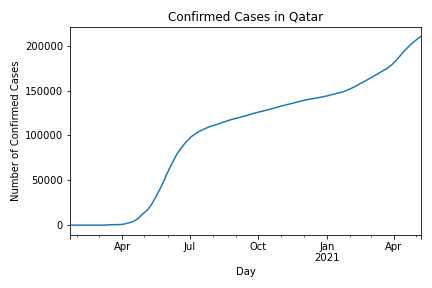 Confirmed Cases in Qatar
Number of Confirmed Cases
200000
150000
100000
50000
0
Apr
Jul
Oct
Jan
2021
Apr
Day